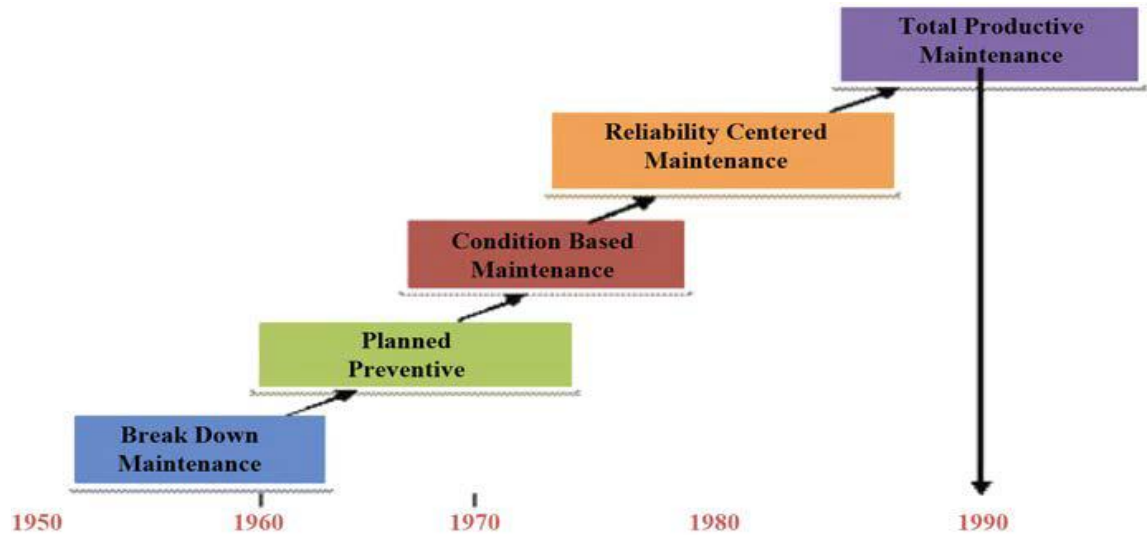 Total Productive
Maintenance
Reliability Centered
Maintenance
Condition Based
Maintenance
Planned
Preventive
Break Down
Maintenance
1950 1960 1970 1980 1990